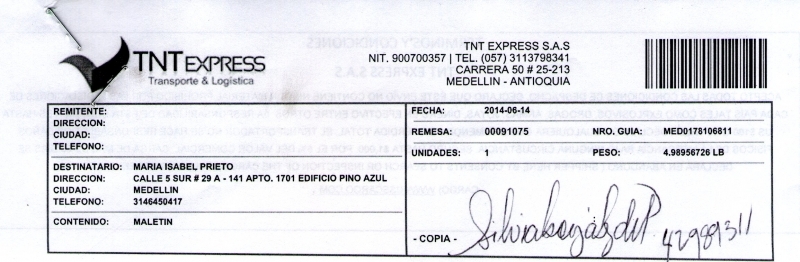 TNT EXPRESS
Transporte & Logística
TNT EXPRESS S.A.S
NIT. 900700357 | TEL. (057) 3113798341
CARRERA 50 # 25-213
MEDELLIN - ANTIOQUIA
REMITENTE:
DIRECCION:
CIUDAD:
TELEFONO:
FECHA: 2014-06-14
REMESA: 00091075 NRO. GUIA: MED0178106811
UNIDADES: 1 PESO: 4,98956726 LB
DESTINATARIO: MARIA ISABEL PRIETO
DIRECCION: CALLE 5 SUR # 29 A - 141 APTO. 1701 EDIFICIO PINO AZUL
CIUDAD: MEDELLIN
TELEFONO: 3146450417
CONTENIDO: MALETIN
- COPIA -
42989311